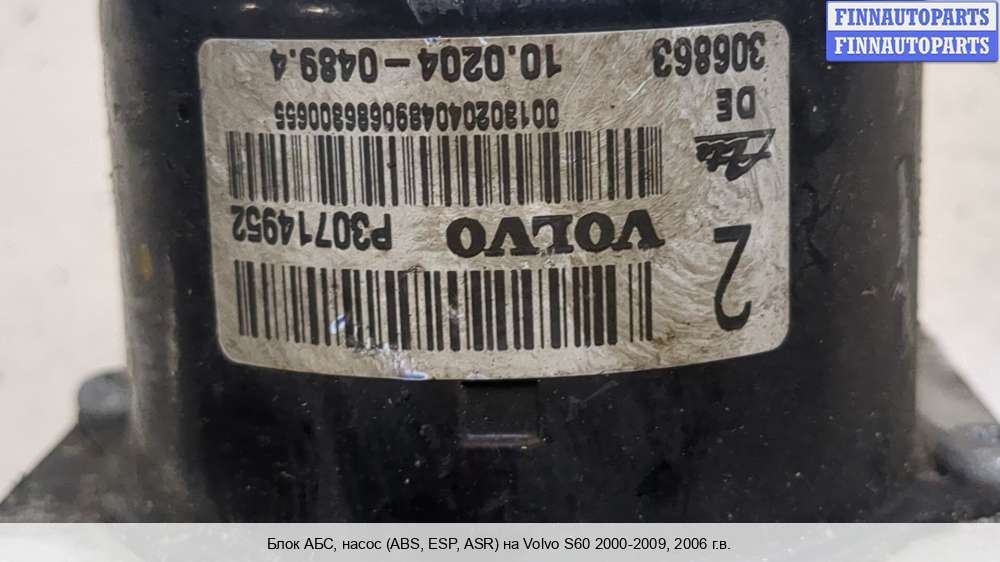 FINNAUTOPARTS
FINNAUTOPARTS
2
VOLVO P30714952
Ate
DE
306863 10.0204-0489.4
Блок АБС, насос (ABS, ESP, ASR) на Volvo S60 2000-2009, 2006 г.в.